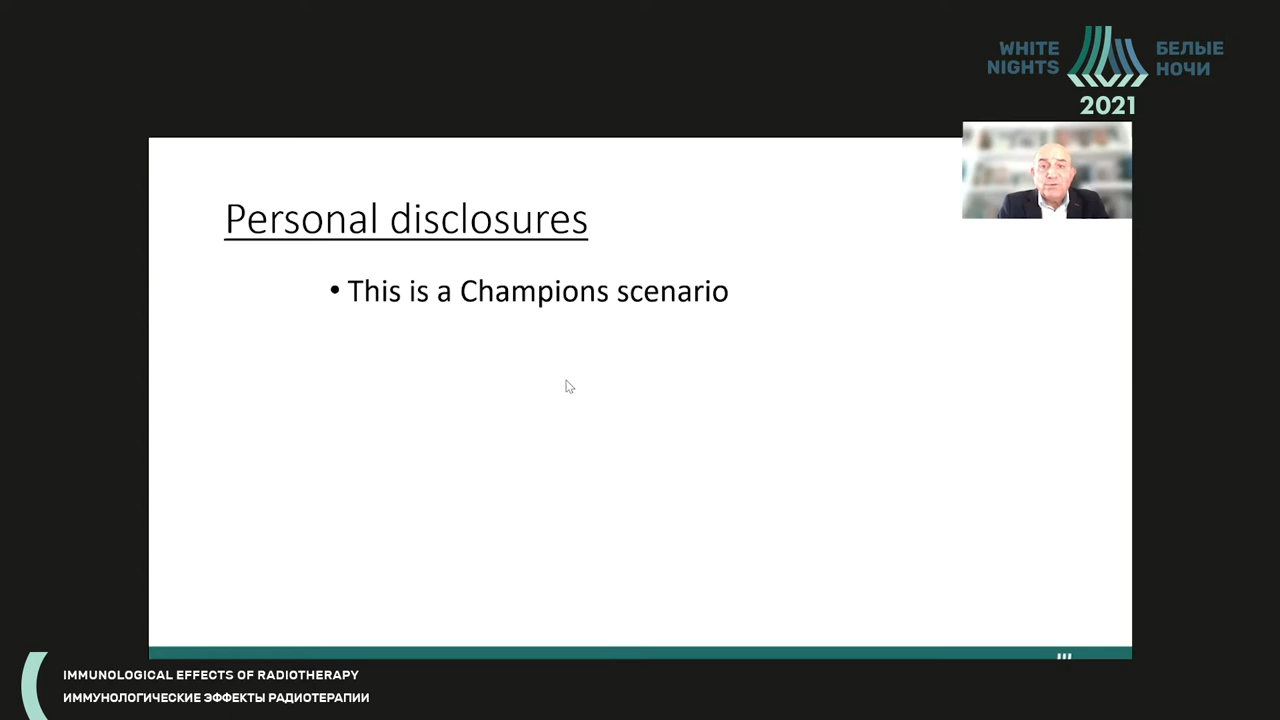 WHITE
NIGHTS
БЕЛЫЕ
НОЧИ
2021
Personal disclosures
• This is a Champions scenario
IMMUNOLOGICAL EFFECTS OF RADIOTHERAPY
ИММУНОЛОГИЧЕСКИЕ ЭФФЕКТЫ РАДИОТЕРАПИИ